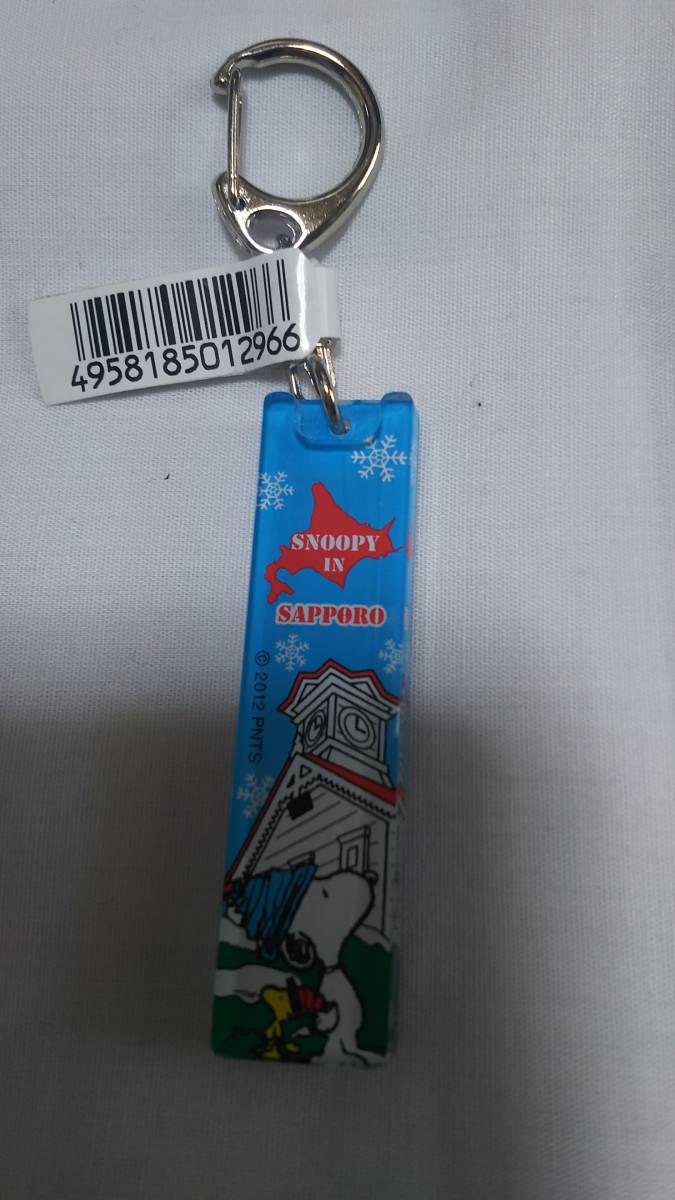 4958185012966
SNOOPY
IN
SAPPORO
© 2012 PNTS